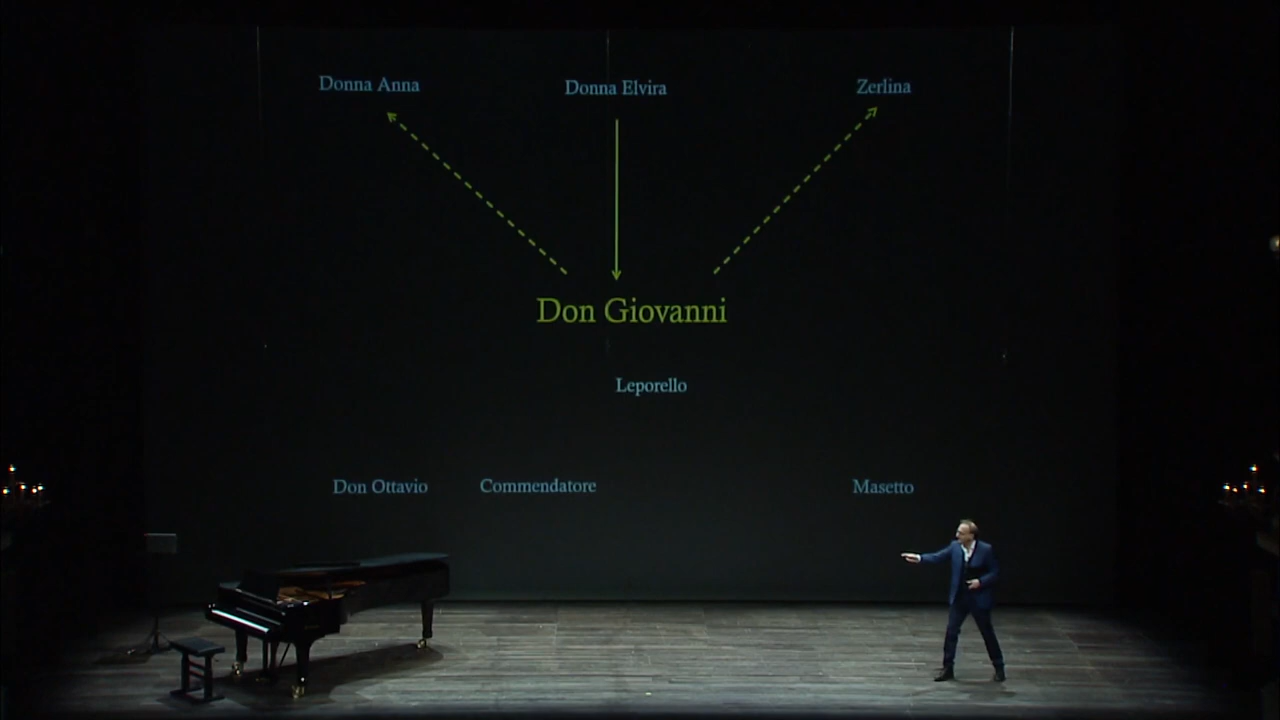 Donna Anna
Donna Elvira
Zerlina
Don Giovanni
Leporello
Don Ottavio
Commendatore
Masetto